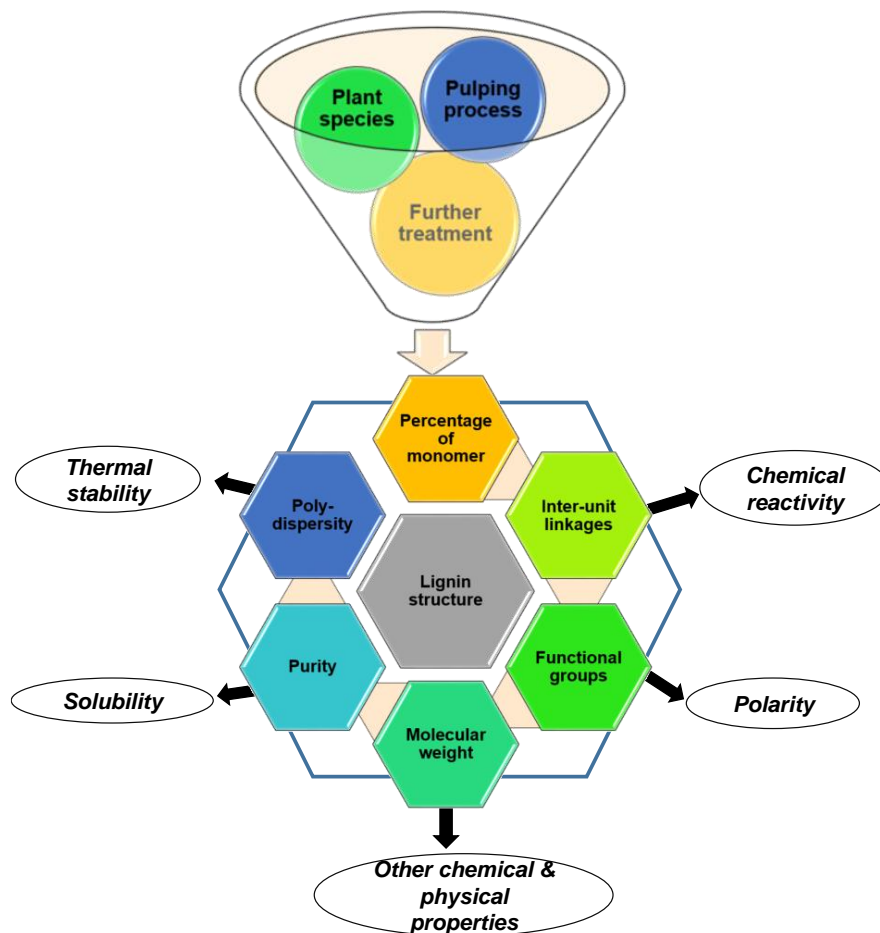 Plant
species
Pulping
process
Further
treatment
Percentage
of
monomer
Thermal
stability
Poly-
dispersity
Inter-unit
linkages
Chemical
reactivity
Lignin
structure
Purity
Functional
groups
Solubility
Polarity
Molecular
weight
Other chemical &
physical
properties